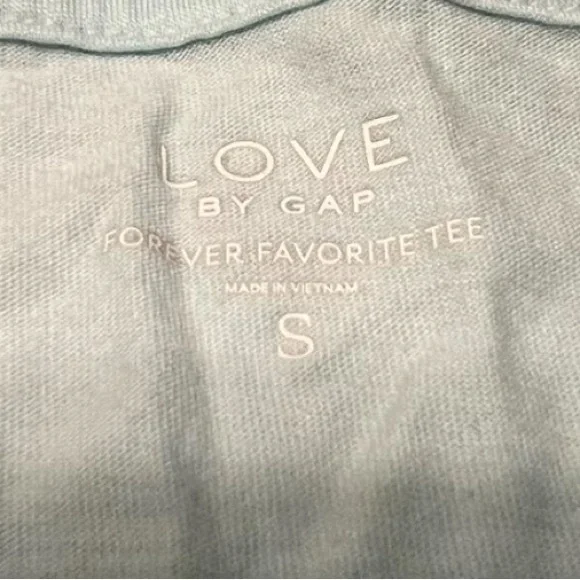 LOVE
BY GAP
FOREVER FAVORITE TEE
MADE IN VIETNAM
S